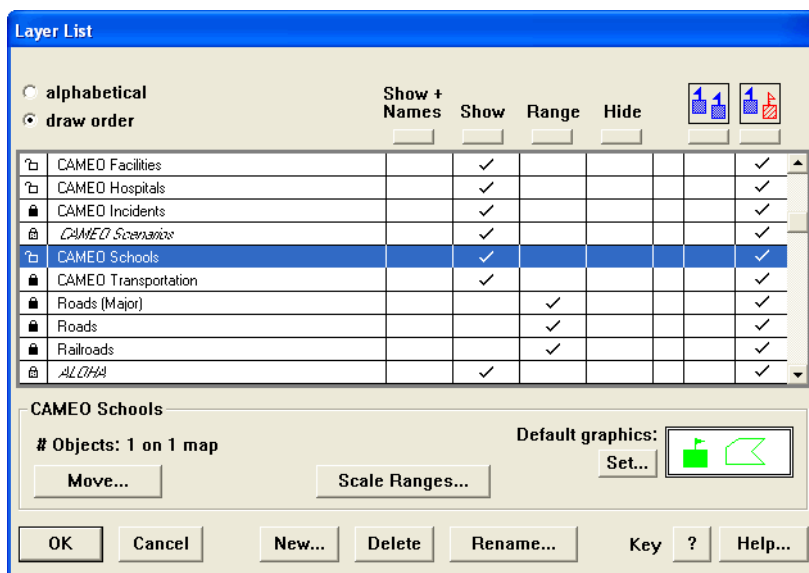 Layer List
alphabetical
draw order
Show +
Names Show Range Hide
CAMEO Facilities
CAMEO Hospitals
CAMEO Incidents
CAMEO Scenarios
CAMEO Schools
CAMEO Transportation
Roads (Major)
Roads
Railroads
ALOHA
CAMEO Schools
# Objects: 1 on 1 map
Default graphics:
Set...
Move... Scale Ranges...
OK Cancel New... Delete Rename... Key ? Help...